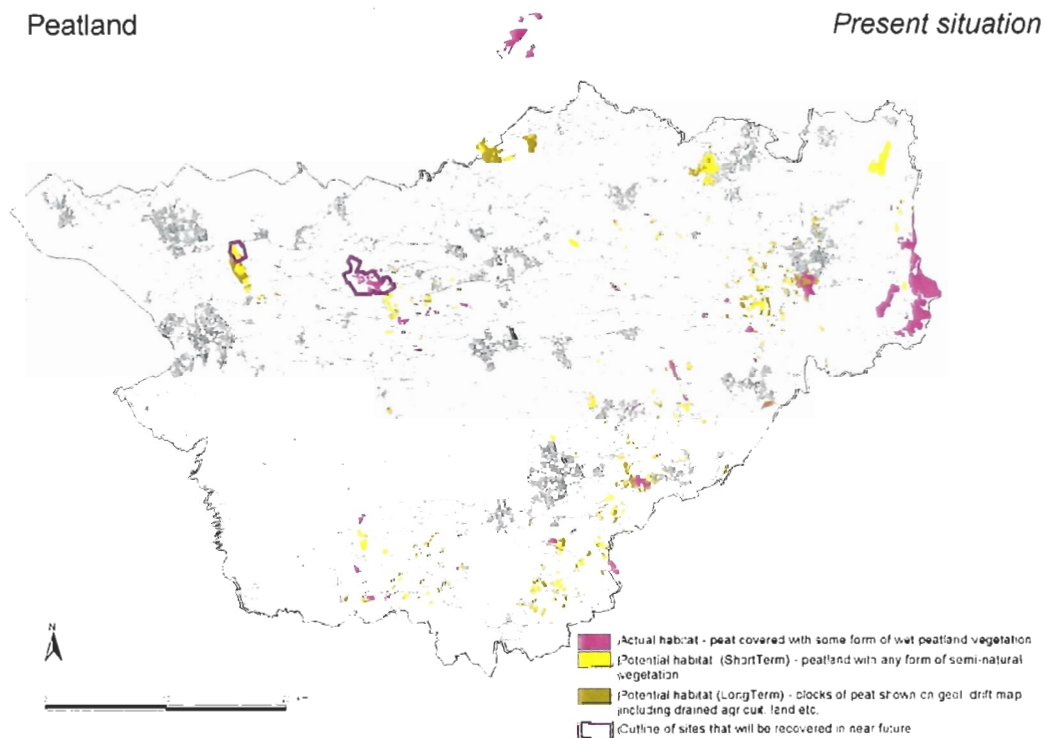 Peatland
Present situation
N
Actual habitat - peat covered with some form of wet peatland vegetation
Potential habitat (ShortTerm) - peatland with any form of semi-natural
vegetation
Potential habitat (LongTerm) - blocks of peat shown on geol. drift map
including drained agricult. land etc.
Outline of sites that will be recovered in near future